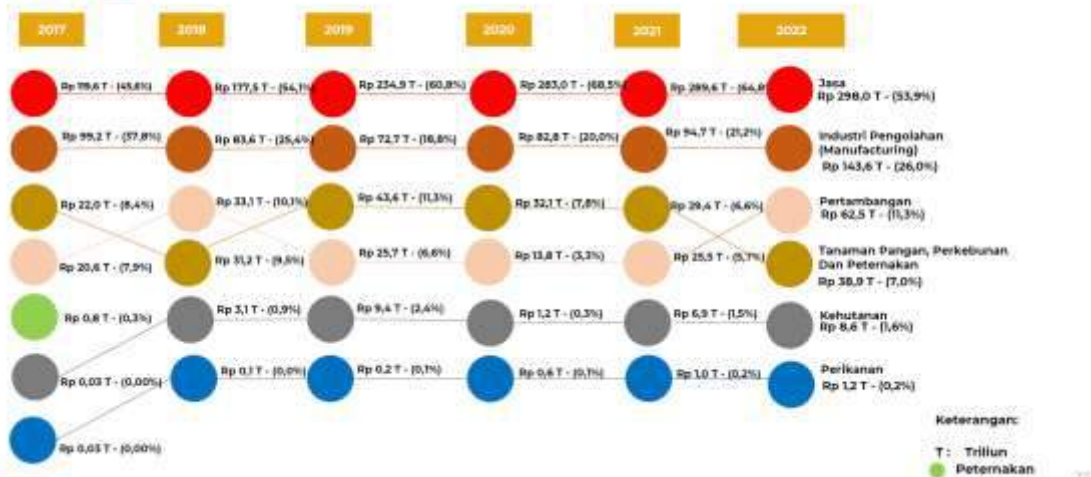 2017 2018 2019 2020 2021 2022
Rp 119,6 T - (45,6%) Rp 177,5 T - (54,1%) Rp 234,9 T - (60,8%) Rp 283,0 T - (68,5%) Rp 289,6 T - (64,8% Jasa
Rp 298,0 T - (53,9%)
Rp 99,2 T - (37,8%) Rp 83,6 T - (25,4%) Rp 72,7 T - (18,8%) Rp 82,8 T - (20,0%) Rp 94,7 T - (21,2%) Industri Pengolahan
(Manufacturing)
Rp 143,6 T - (26,0%)
Rp 22,0 T - (8,4%) Rp 33,1 T - (10,1%) Rp 43,6 T - (11,3%) Rp 32,1 T - (7,8%) Rp 29,4 T - (6,6%) Pertambangan
Rp 62,5 T - (11,3%)
Rp 20,6 T - (7,9%) Rp 31,2 T - (9,5%) Rp 25,7 T - (6,6%) Rp 13,8 T - (3,3%) Rp 25,5 T - (5,7%) Tanaman Pangan, Perkebunan
Dan Peternakan
Rp 38,9 T - (7,0%)
Rp 0,8 T - (0,3%) Rp 3,1 T - (0,9%) Rp 9,4 T - (2,4%) Rp 1,2 T - (0,3%) Rp 6,9 T - (1,5%) Kehutanan
Rp 8,6 T - (1,6%)
Rp 0,03 T - (0,00%) Rp 0,1 T - (0,0%) Rp 0,2 T - (0,1%) Rp 0,6 T - (0,1%) Rp 1,0 T - (0,2%) Perikanan
Rp 1,2 T - (0,2%)
Rp 0,03 T - (0,00%)
Keterangan:
T : Triliun
Peternakan